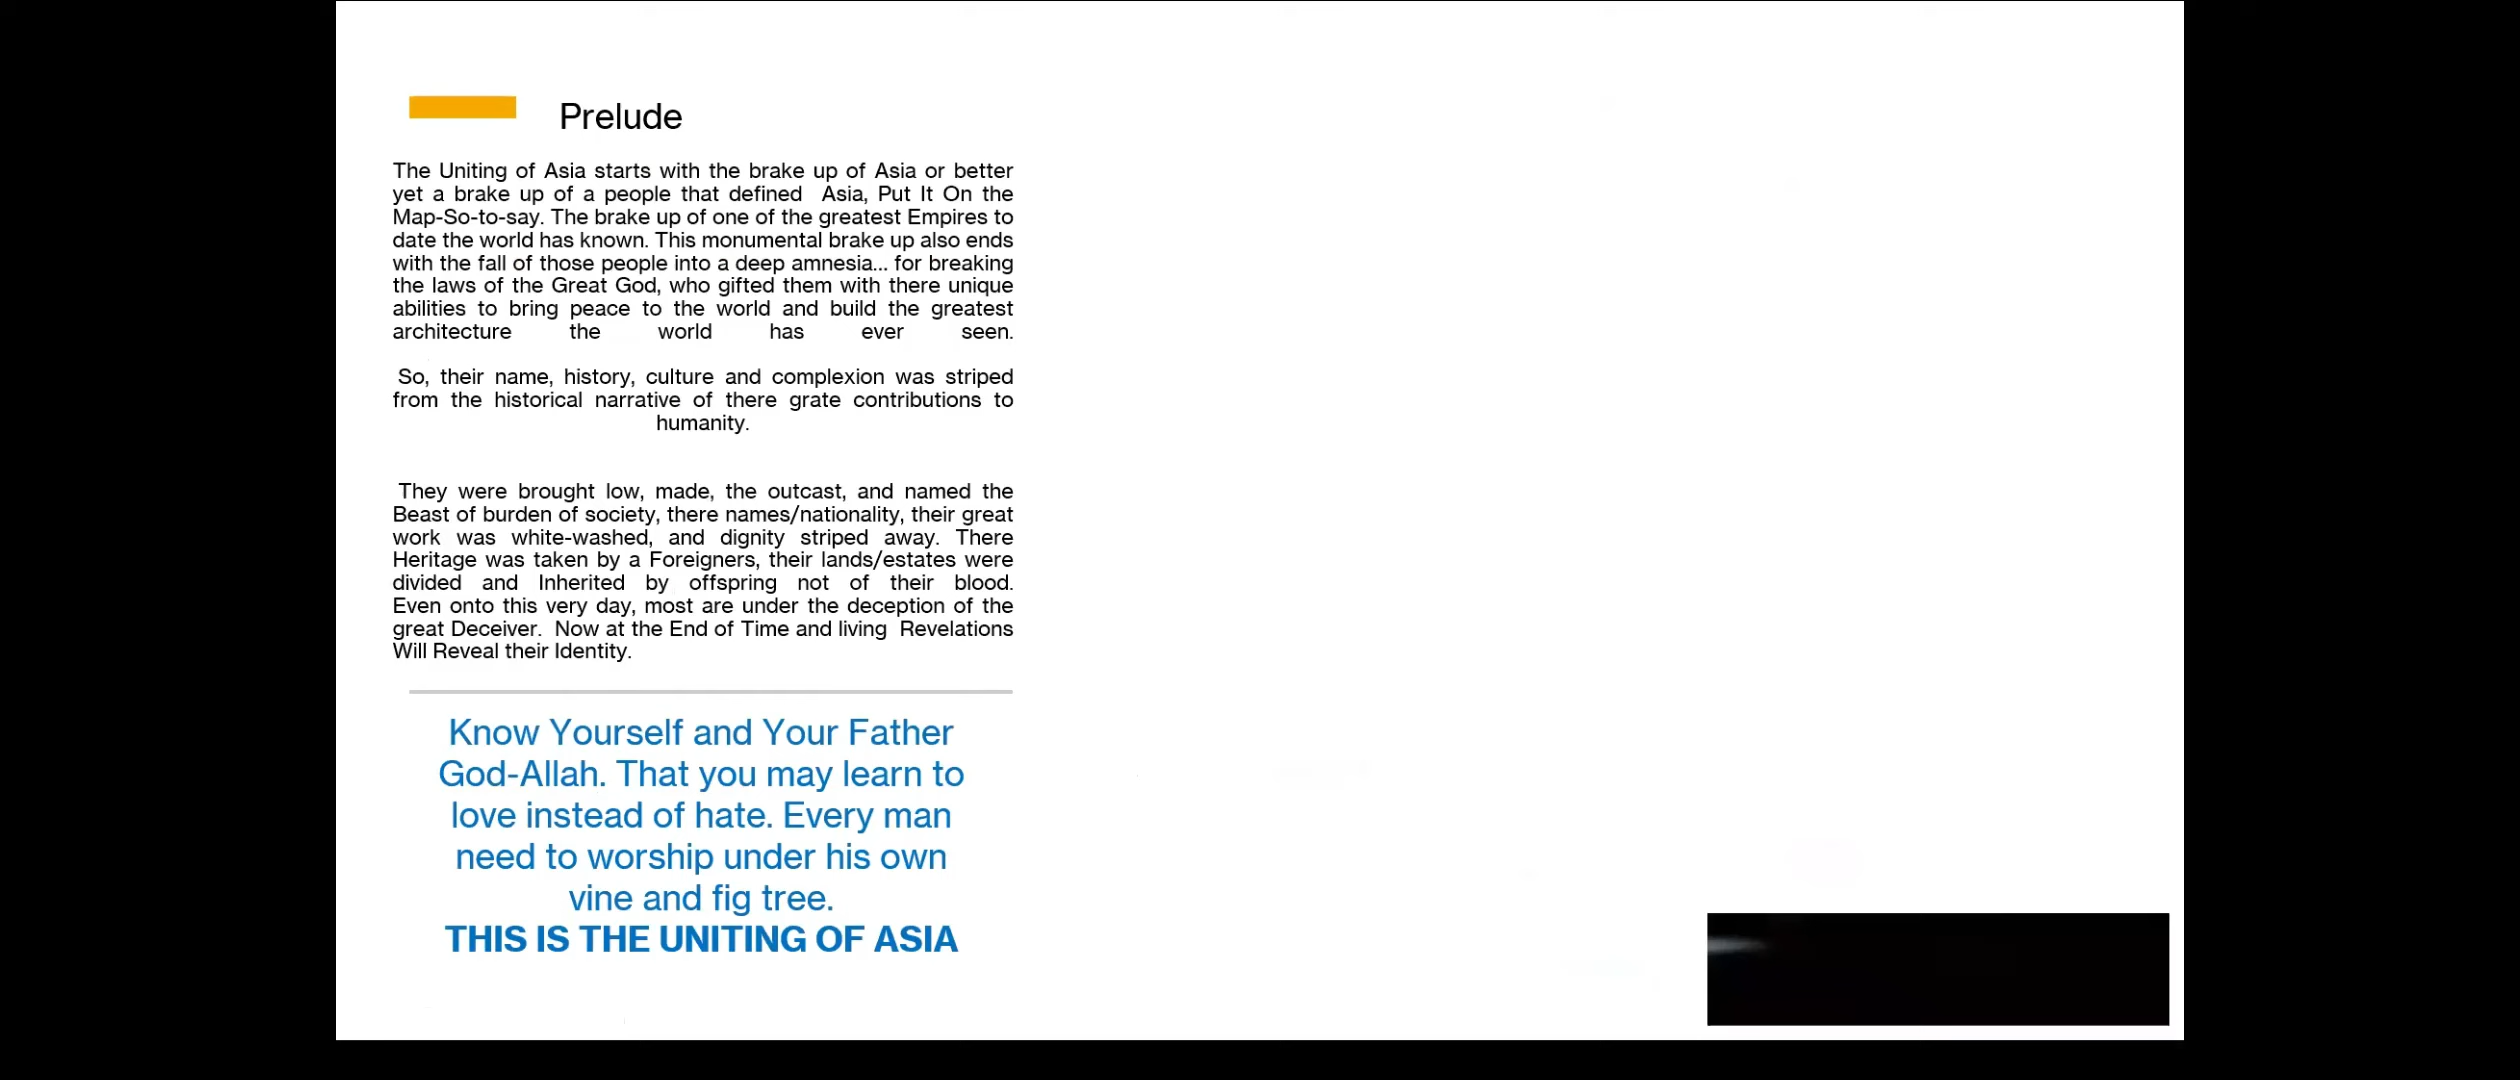 Prelude
The Uniting of Asia starts with the brake up of Asia or better
yet a brake up of a people that defined Asia, Put It On the
Map-So-to-say. The brake up of one of the greatest Empires to
date the world has known. This monumental brake up also ends
with the fall of those people into a deep amnesia... for breaking
the laws of the Great God, who gifted them with there unique
abilities to bring peace to the world and build the greatest
architecture the world has ever seen.
So, their name, history, culture and complexion was striped
from the historical narrative of there grate contributions to
humanity.
They were brought low, made, the outcast, and named the
Beast of burden of society, there names/nationality, their great
work was white-washed, and dignity striped away. There
Heritage was taken by a Foreigners, their lands/estates were
divided and Inherited by offspring not of their blood.
Even onto this very day, most are under the deception of the
great Deceiver. Now at the End of Time and living Revelations
Will Reveal their Identity.
Know Yourself and Your Father
God-Allah. That you may learn to
love instead of hate. Every man
need to worship under his own
vine and fig tree.
THIS IS THE UNITING OF ASIA